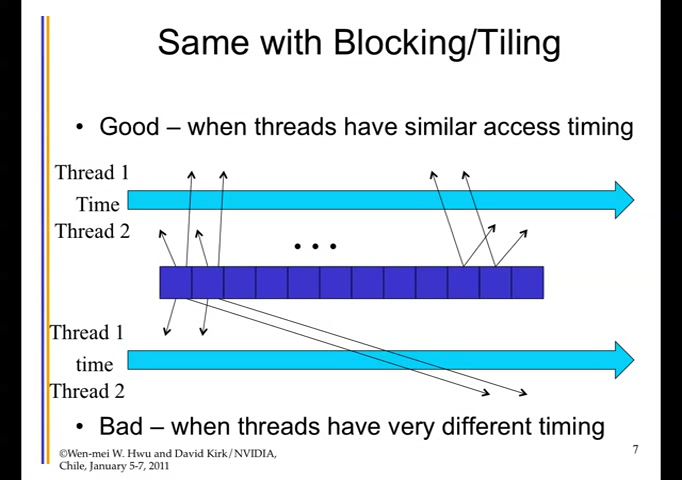 Same with Blocking/Tiling
• Good – when threads have similar access timing
Thread 1
Time
Thread 2
• • •
Thread 1
time
Thread 2
• Bad – when threads have very different timing
©Wen-mei W. Hwu and David Kirk/NVIDIA,
Chile, January 5-7, 2011
7